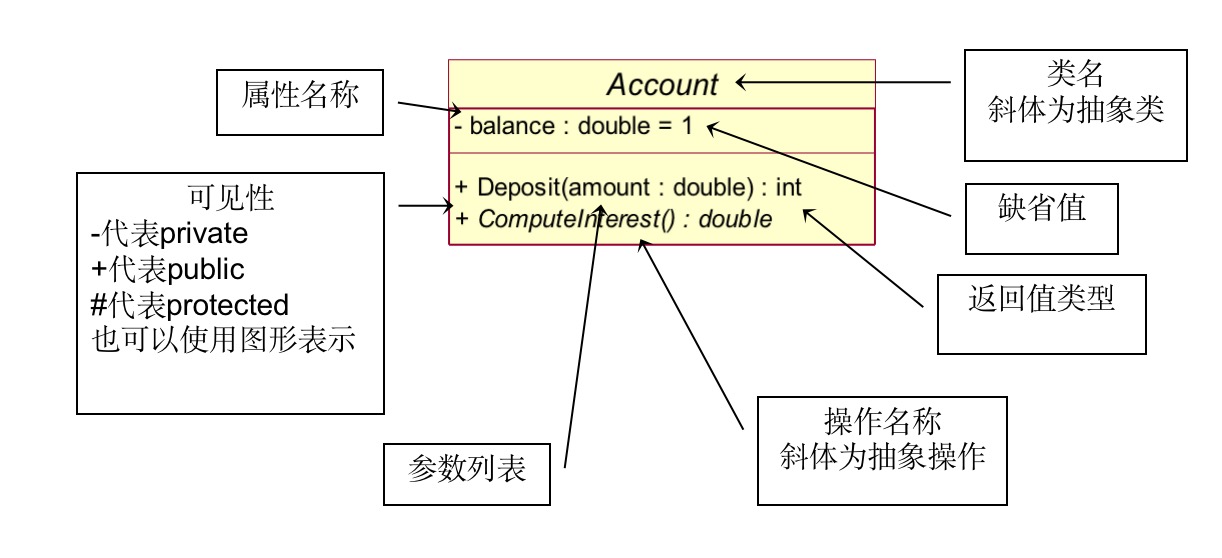 属性名称
Account
类名
斜体为抽象类
- balance : double = 1
可见性
-代表private
+代表public
#代表protected
也可以使用图形表示
+ Deposit(amount : double) : int
+ ComputeInterest() : double
缺省值
返回值类型
操作名称
斜体为抽象操作
参数列表